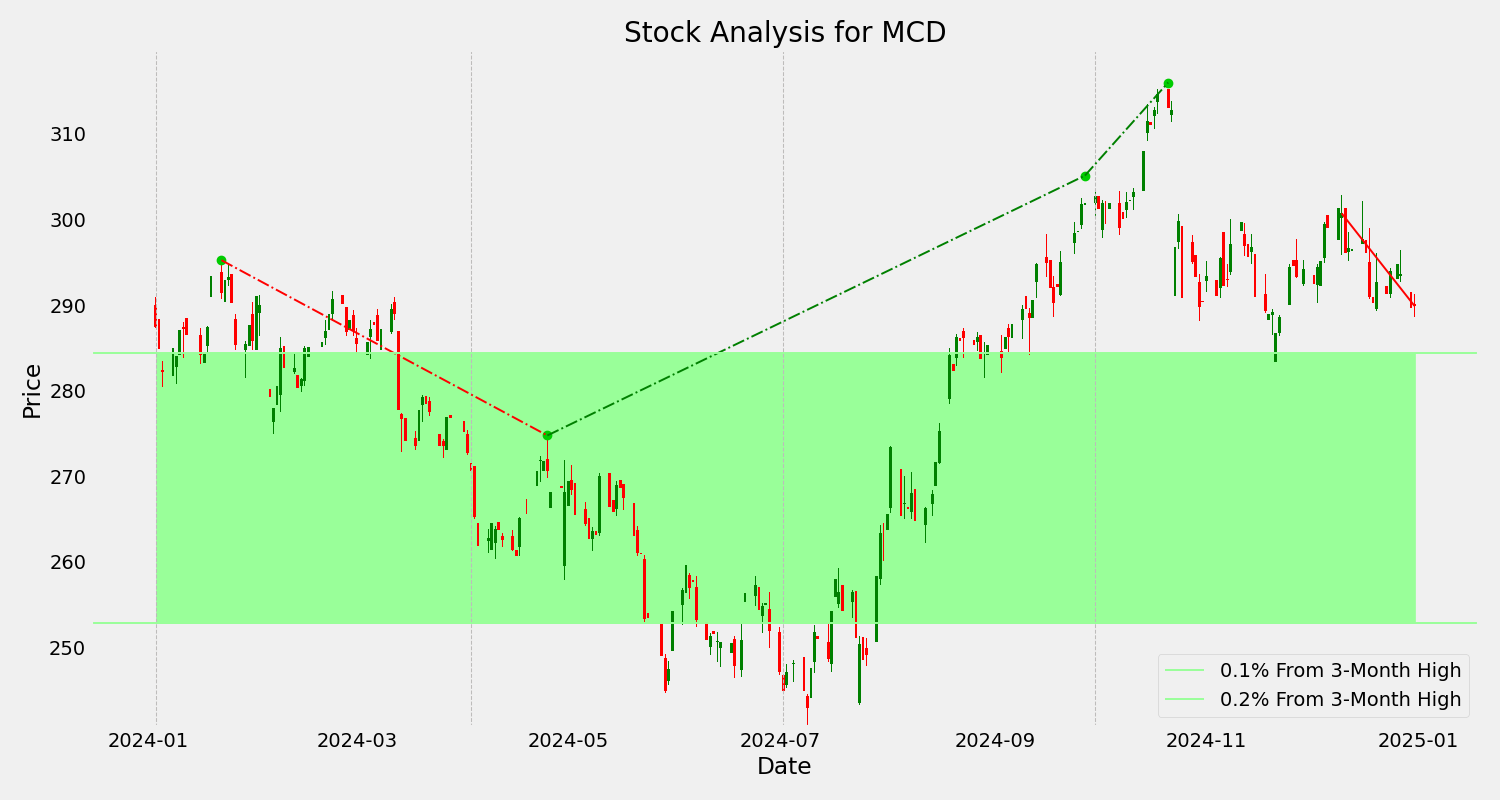 Stock Analysis for MCD
Price
310
300
290
280
270
260
250
0.1% From 3-Month High
0.2% From 3-Month High
2024-01 2024-03 2024-05 2024-07 2024-09 2024-11 2025-01
Date